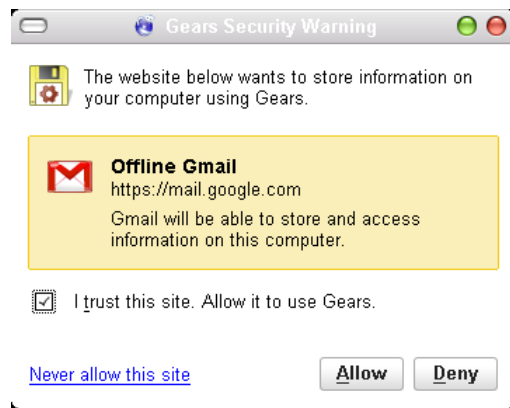 Gears Security Warning
The website below wants to store information on
your computer using Gears.
Offline Gmail
https://mail.google.com
Gmail will be able to store and access
information on this computer.
I trust this site. Allow it to use Gears.
Never allow this site
Allow
Deny